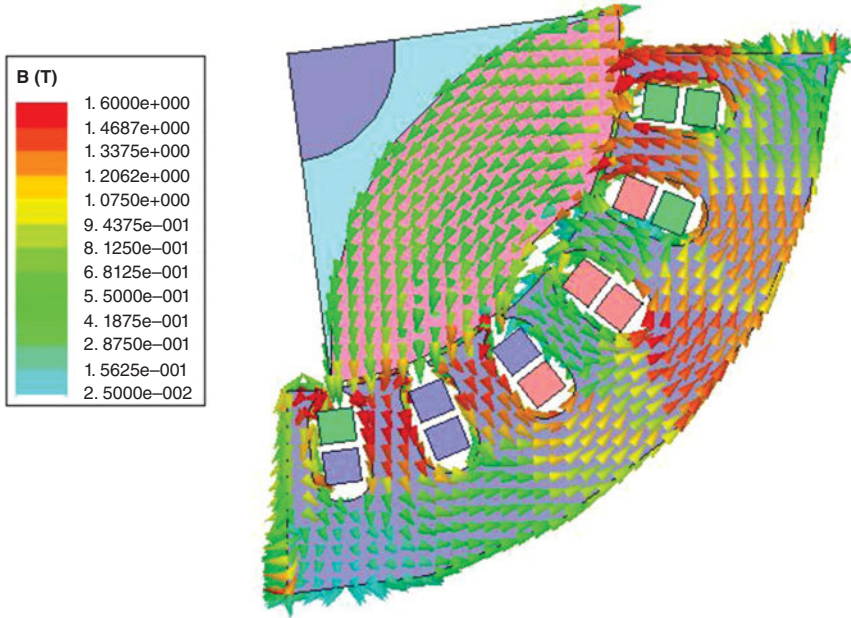 B (T)
1. 6000e+000
1. 4687e+000
1. 3375e+000
1. 2062e+000
1. 0750e+000
9. 4375e–001
8. 1250e–001
6. 8125e–001
5. 5000e–001
4. 1875e–001
2. 8750e–001
1. 5625e–001
2. 5000e–002